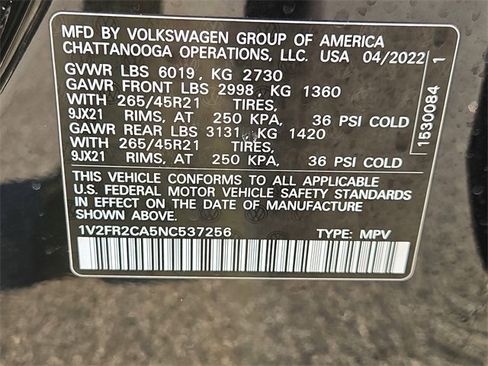 MFD BY VOLKSWAGEN GROUP OF AMERICA
CHATTANOOGA OPERATIONS, LLC. USA 04/2022
GVWR LBS 6019, KG 2730
GAWR FRONT LBS 2998, KG 1360
WITH 265/45R21 TIRES,
9JX21 RIMS, AT 250 KPA, 36 PSI COLD
GAWR REAR LBS 3131, KG 1420
WITH 265/45R21 TIRES,
9JX21 RIMS, AT 250 KPA, 36 PSI COLD
THIS VEHICLE CONFORMS TO ALL APPLICABLE
U.S. FEDERAL MOTOR VEHICLE SAFETY STANDARDS
IN EFFECT ON THE DATE OF MANUFACTURE
SHOWN ABOVE.
1V2FR2CA5NC537256 TYPE: MPV
1630084 1